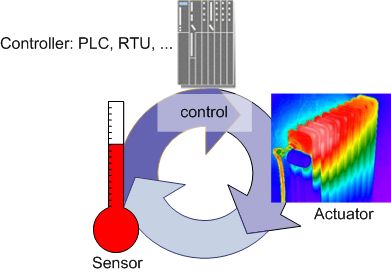 Controller: PLC, RTU, ...
control
Actuator
Sensor